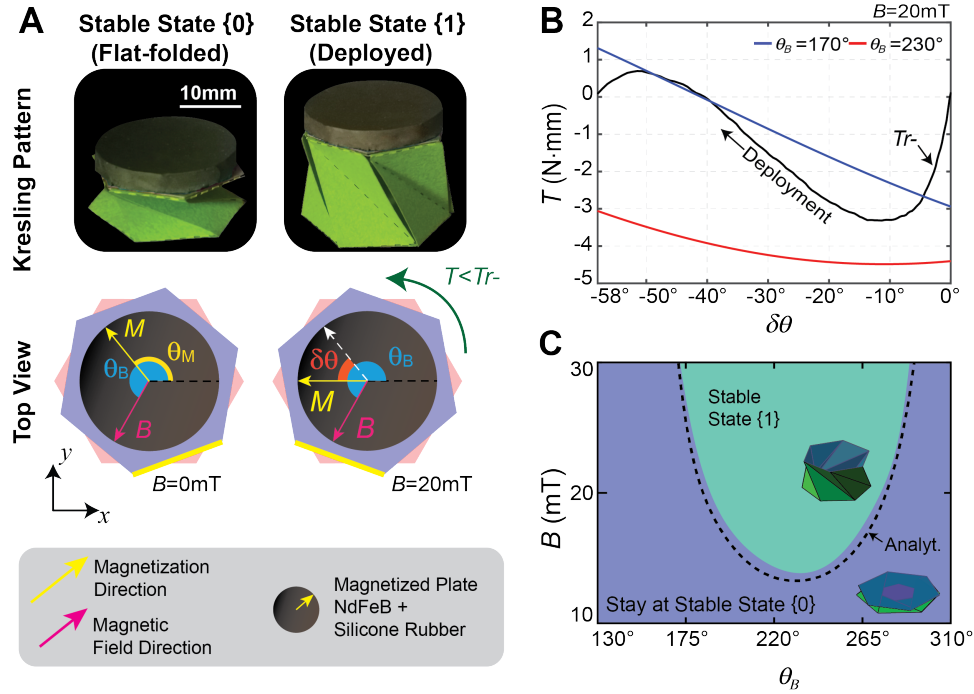 A
Stable State {0}
(Flat-folded)
Stable State {1}
(Deployed)
10mm
Kresling Pattern
Top View
M
θM
θB
B
B=0mT
T<Tr-
δθ
θB
M
B
B=20mT
y
x
Magnetization
Direction
Magnetic
Field Direction
Magnetized Plate
NdFeB +
Silicone Rubber
B
B=20mT
θB=170° θB=230°
T (N·mm)
2
1
0
-1
-2
-3
-4
-5
Tr-
Deployment
-58° -50° -40° -30° -20° -10° 0°
δθ
C
B (mT)
30
20
10
Stable
State {1}
Analyt.
Stay at Stable State {0}
130° 175° 220° 265° 310°
θB